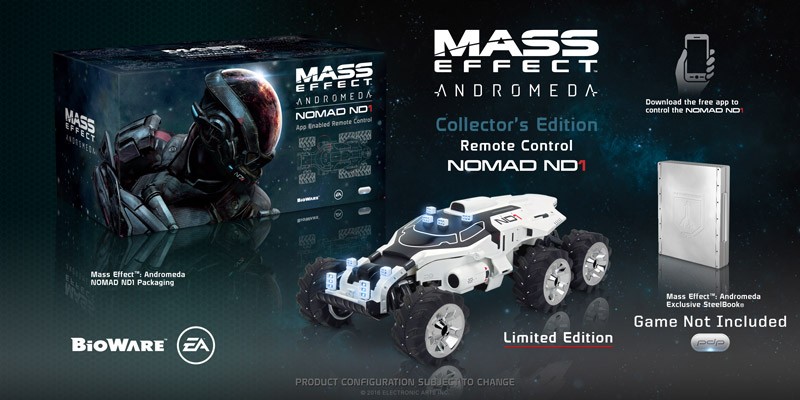 MASS
EFFECT
ANDROMEDA
MASS
EFFECT™
ANDROMEDA
NOMAD ND1
App Enabled Remote Control
BIOWARE
EA
MASS
EFFECT™
ANDROMEDA
Collector's Edition
Remote Control
NOMAD ND1
Download the free app to
control the NOMAD ND1
ND1
Mass Effect™: Andromeda
NOMAD ND1 Packaging
BIOWARE
EA
Limited Edition
Mass Effect™: Andromeda
Exclusive SteelBook®
Game Not Included
pdp
PRODUCT CONFIGURATION SUBJECT TO CHANGE
© 2016 ELECTRONIC ARTS INC.